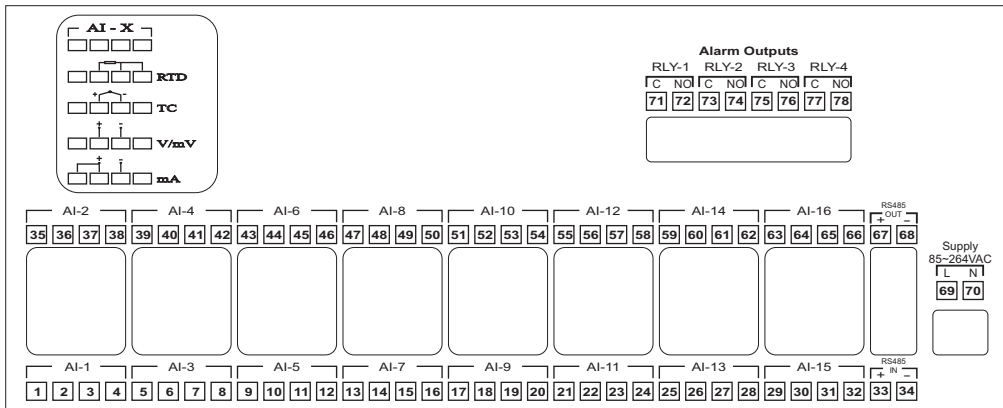 AI - X
RTD
+ -
TC
+ -
V/mV
+ -
mA
Alarm Outputs
RLY-1 RLY-2 RLY-3 RLY-4
C NO C NO C NO C NO
71 72 73 74 75 76 77 78
AI-2 AI-4 AI-6 AI-8 AI-10 AI-12 AI-14 AI-16 RS485 OUT
+ -
35 36 37 38 39 40 41 42 43 44 45 46 47 48 49 50 51 52 53 54 55 56 57 58 59 60 61 62 63 64 65 66 67 68
Supply
85~264VAC
L N
69 70
AI-1 AI-3 AI-5 AI-7 AI-9 AI-11 AI-13 AI-15 RS485 IN
+ -
1 2 3 4 5 6 7 8 9 10 11 12 13 14 15 16 17 18 19 20 21 22 23 24 25 26 27 28 29 30 31 32 33 34